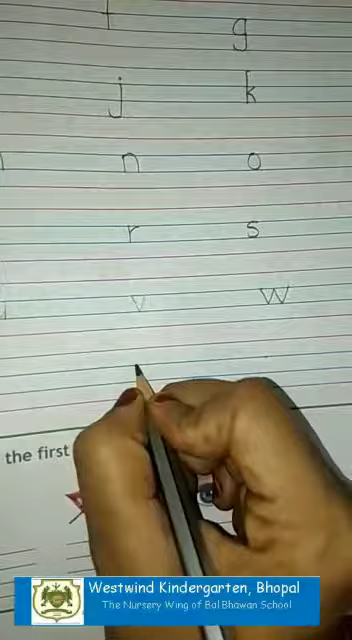 g
j k
n o
r s
v w
the first
Westwind Kindergarten, Bhopal
The Nursery Wing of Bal Bhawan School